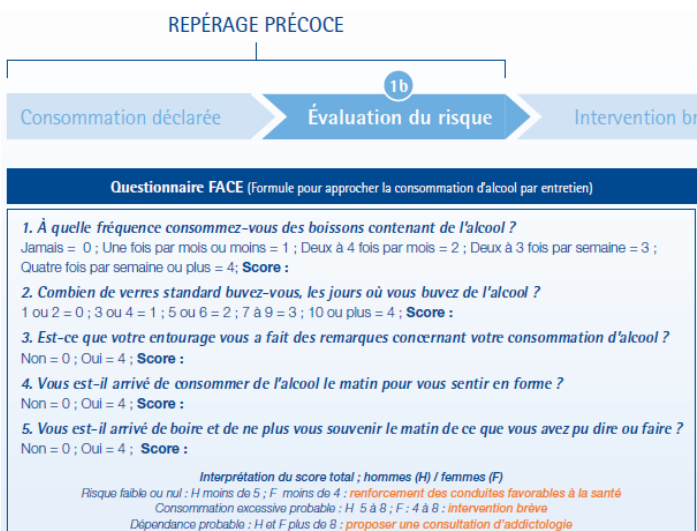 REPÉRAGE PRÉCOCE
1b
Consommation déclarée
Évaluation du risque
Intervention br
Questionnaire FACE (Formule pour approcher la consommation d'alcool par entretien)
1. À quelle fréquence consommez-vous des boissons contenant de l'alcool ?
Jamais = 0 ; Une fois par mois ou moins = 1 ; Deux à 4 fois par mois = 2 ; Deux à 3 fois par semaine = 3 ;
Quatre fois par semaine ou plus = 4; Score :
2. Combien de verres standard buvez-vous, les jours où vous buvez de l'alcool ?
1 ou 2 = 0 ; 3 ou 4 = 1 ; 5 ou 6 = 2 ; 7 à 9 = 3 ; 10 ou plus = 4 ; Score :
3. Est-ce que votre entourage vous a fait des remarques concernant votre consommation d'alcool ?
Non = 0 ; Oui = 4 ; Score :
4. Vous est-il arrivé de consommer de l'alcool le matin pour vous sentir en forme ?
Non = 0 ; Oui = 4 ; Score :
5. Vous est-il arrivé de boire et de ne plus vous souvenir le matin de ce que vous avez pu dire ou faire ?
Non = 0 ; Oui = 4 ; Score :
Interprétation du score total ; hommes (H) / femmes (F)
Risque faible ou nul : H moins de 5 ; F moins de 4 : renforcement des conduites favorables à la santé
Consommation excessive probable : H 5 à 8 ; F : 4 à 8 : intervention brève
Dépendance probable : H et F plus de 8 : proposer une consultation d'addictologie